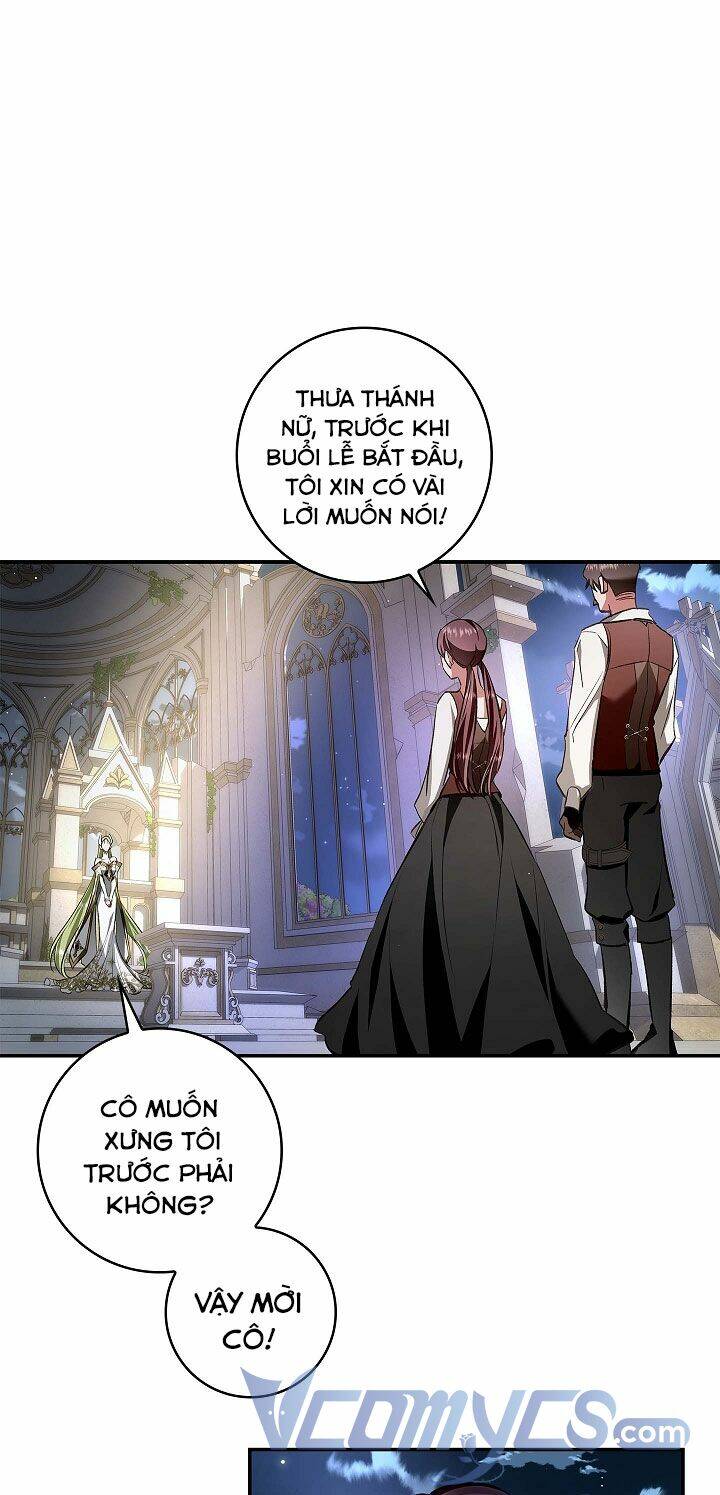 THƯA THÁNH
NỮ, TRƯỚC KHI
BUỔI LỄ BẮT ĐẦU,
TÔI XIN CÓ VÀI
LỜI MUỐN NÓI!
CÔ MUỐN
XƯNG TÔI
TRƯỚC PHẢI
KHÔNG?
VẬY MỜI
CÔ!
VCOMYCS.com